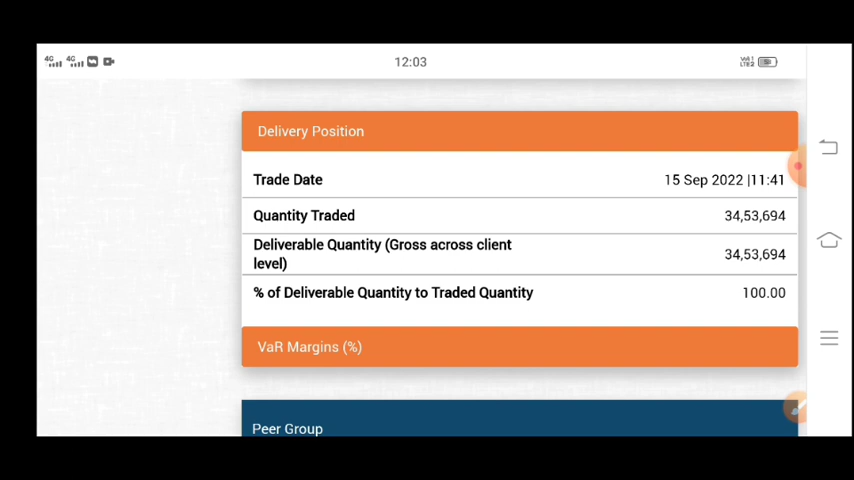 12:03
Delivery Position
Trade Date 15 Sep 2022 |11:41
Quantity Traded 34,53,694
Deliverable Quantity (Gross across client
level) 34,53,694
% of Deliverable Quantity to Traded Quantity 100.00
VaR Margins (%)
Peer Group